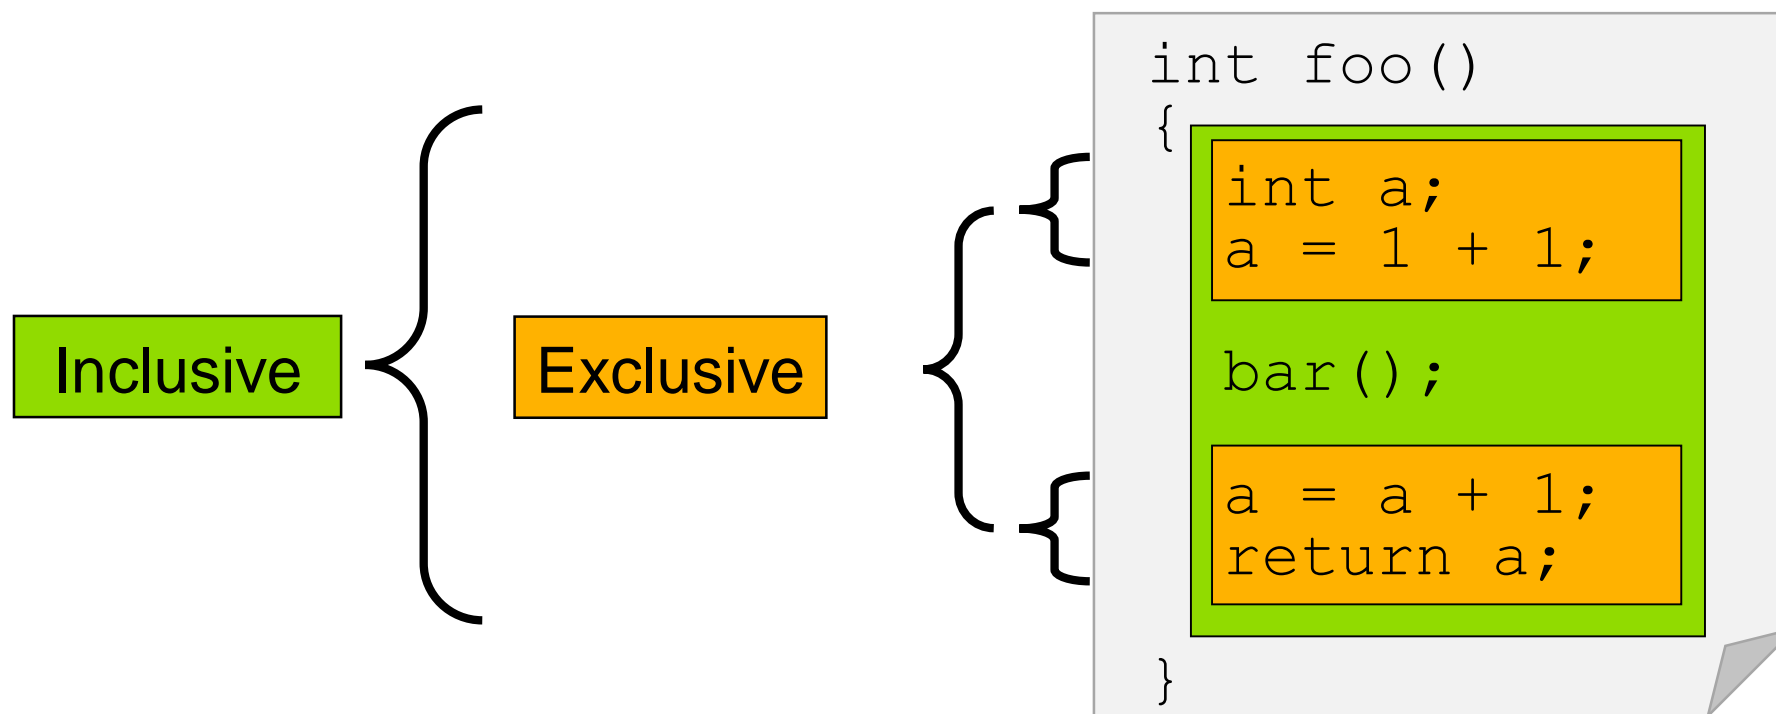 Inclusive
Exclusive
int foo()
{
int a;
a = 1 + 1;
bar();
a = a + 1;
return a;
}